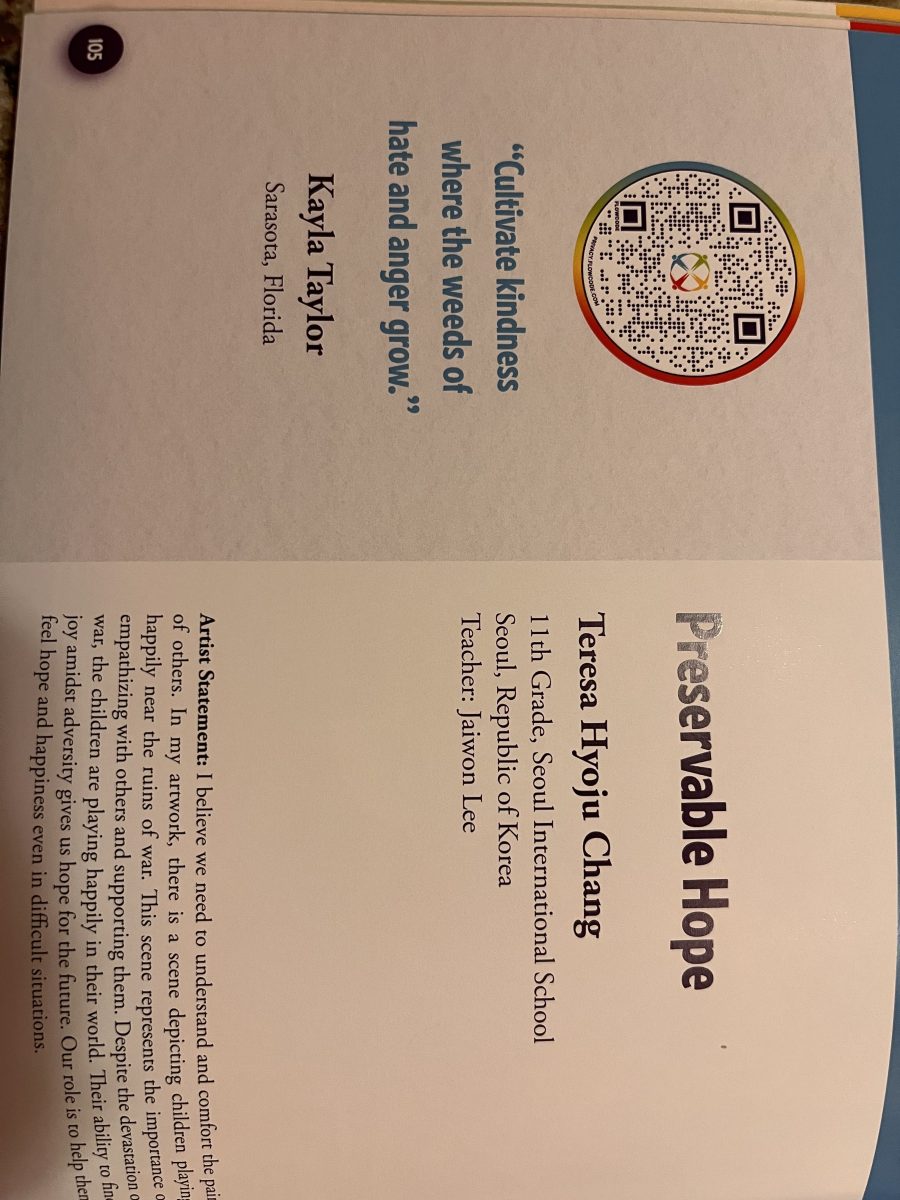 Preservable Hope
Teresa Hyoju Chang
11th Grade, Seoul International School
Seoul, Republic of Korea
Teacher: Jaiwon Lee
Artist Statement: I believe we need to understand and comfort the
of others. In my artwork, there is a scene depicting children
happily near the ruins of war. This scene represents the importance
empathizing with others and supporting them. Despite the devastation
war, the children are playing happily in their world. Their ability to
joy amidst adversity gives us hope for the future. Our role is to help
feel hope and happiness even in difficult situations.
FLOWCODE
PRIVACY.FLOWCODE.COM
“Cultivate kindness
where the weeds of
hate and anger grow.”
Kayla Taylor
Sarasota, Florida
105